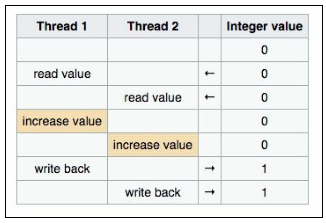 Thread 1 Thread 2 Integer value
0
read value ← 0
read value ← 0
increase value 0
increase value 0
write back → 1
write back → 1